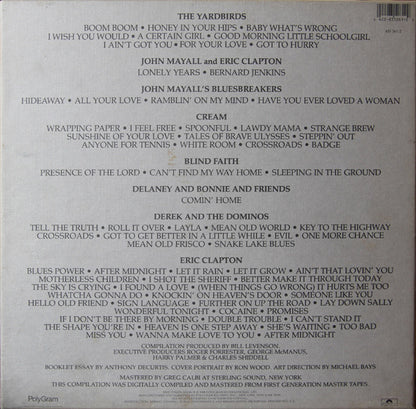 THE YARDBIRDS
BOOM BOOM • HONEY IN YOUR HIPS • BABY WHAT'S WRONG
I WISH YOU WOULD • A CERTAIN GIRL • GOOD MORNING LITTLE SCHOOLGIRL
I AIN'T GOT YOU • FOR YOUR LOVE • GOT TO HURRY
JOHN MAYALL and ERIC CLAPTON
LONELY YEARS • BERNARD JENKINS
JOHN MAYALL'S BLUESBREAKERS
HIDEAWAY • ALL YOUR LOVE • RAMBLIN' ON MY MIND • HAVE YOU EVER LOVED A WOMAN
CREAM
WRAPPING PAPER • I FEEL FREE • SPOONFUL • LAWDY MAMA • STRANGE BREW
SUNSHINE OF YOUR LOVE • TALES OF BRAVE ULYSSES • STEPPIN' OUT
ANYONE FOR TENNIS • WHITE ROOM • CROSSROADS • BADGE
BLIND FAITH
PRESENCE OF THE LORD • CAN'T FIND MY WAY HOME • SLEEPING IN THE GROUND
DELANEY AND BONNIE AND FRIENDS
COMIN' HOME
DEREK AND THE DOMINOS
TELL THE TRUTH • ROLL IT OVER • LAYLA • MEAN OLD WORLD • KEY TO THE HIGHWAY
CROSSROADS • GOT TO GET BETTER IN A LITTLE WHILE • EVIL • ONE MORE CHANCE
MEAN OLD FRISCO • SNAKE LAKE BLUES
ERIC CLAPTON
BLUES POWER • AFTER MIDNIGHT • LET IT RAIN • LET IT GROW • AIN'T THAT LOVIN' YOU
MOTHERLESS CHILDREN • I SHOT THE SHERIFF • BETTER MAKE IT THROUGH TODAY
THE SKY IS CRYING • I FOUND A LOVE • (WHEN THINGS GO WRONG) IT HURTS ME TOO
WHATCHA GONNA DO • KNOCKIN' ON HEAVEN'S DOOR • SOMEONE LIKE YOU
HELLO OLD FRIEND • SIGN LANGUAGE • FURTHER ON UP THE ROAD • LAY DOWN SALLY
WONDERFUL TONIGHT • COCAINE • PROMISES
IF I DON'T BE THERE BY MORNING • DOUBLE TROUBLE • I CAN'T STAND IT
THE SHAPE YOU'RE IN • HEAVEN IS ONE STEP AWAY • SHE'S WAITING • TOO BAD
MISS YOU • WANNA MAKE LOVE TO YOU • AFTER MIDNIGHT
COMPILATION PRODUCED BY BILL LEVENSON.
EXECUTIVE PRODUCERS: ROGER FORRESTER, GEORGE McMANUS,
HARRY PALMER & CHARLES SHIDDELL
BOOKLET ESSAY BY ANTHONY DECURTIS. COVER PORTRAIT BY RON WOOD. ART DIRECTION BY MICHAEL BAYS
MASTERED BY GREG CALBI AT STERLING SOUND, NEW YORK
THIS COMPILATION WAS DIGITALLY COMPILED AND MASTERED FROM FIRST GENERATION MASTER TAPES.
PolyGram